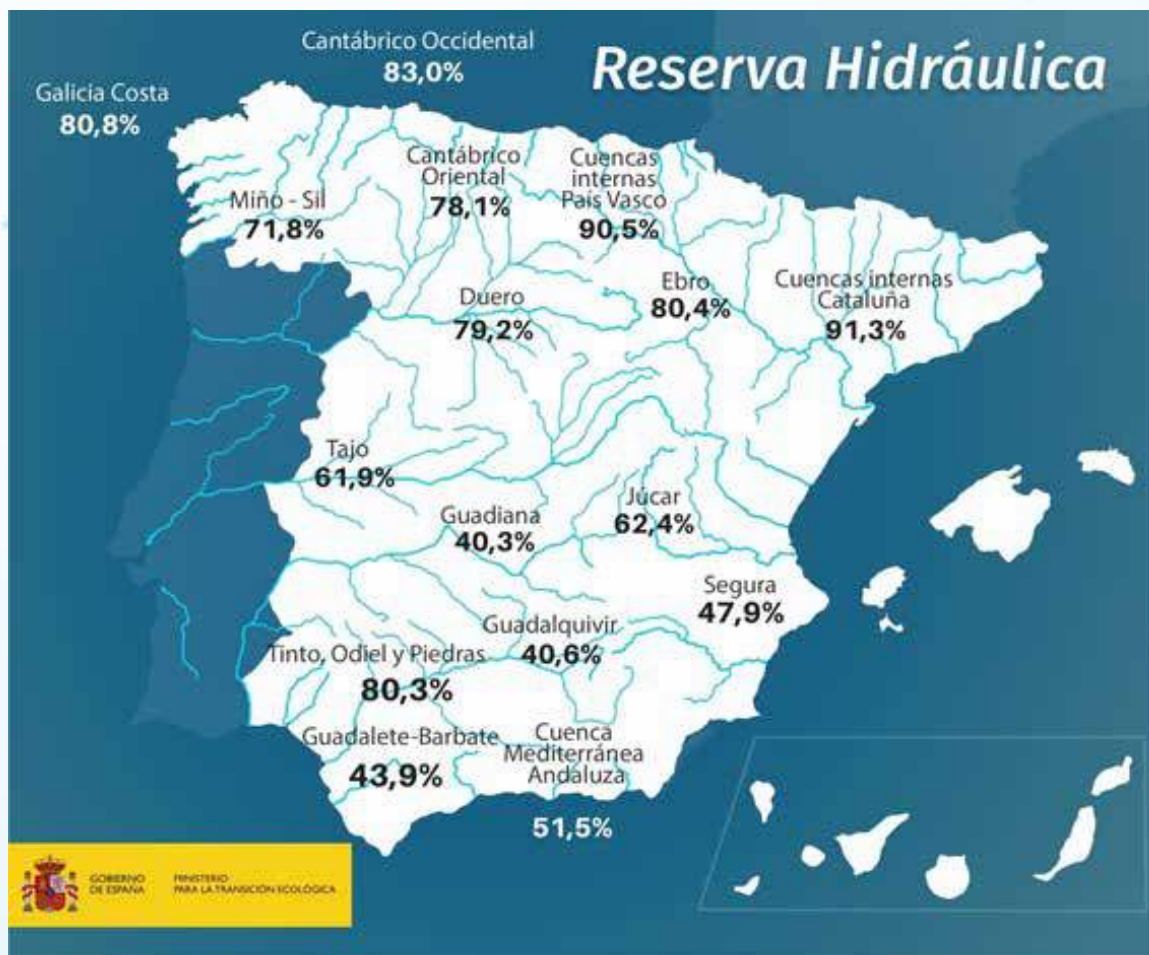 Reserva Hidráulica
Cantábrico Occidental
83,0%
Galicia Costa
80,8%
Cantábrico
Oriental
78,1%
Cuencas
internas
País Vasco
90,5%
Miño - Sil
71,8%
Duero
79,2%
Ebro
80,4%
Cuencas internas
Cataluña
91,3%
Tajo
61,9%
Guadiana
40,3%
Júcar
62,4%
Segura
47,9%
Guadalquivir
40,6%
Tinto, Odiel y Piedras
80,3%
Guadalete-Barbate
43,9%
Cuenca
Mediterránea
Andaluza
51,5%
GOBIERNO
DE ESPAÑA
MINISTERIO
PARA LA TRANSICIÓN ECOLÓGICA